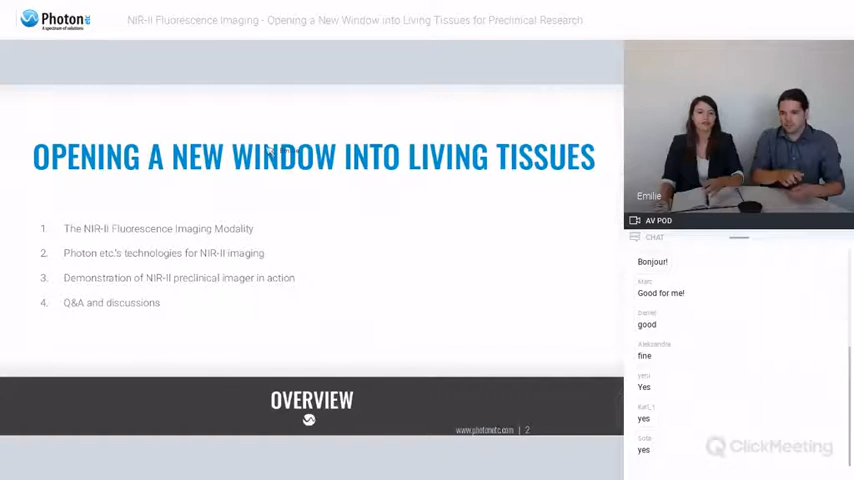 Photon etc
A spectrum of solutions
NIR-II Fluorescence Imaging - Opening a New Window into Living Tissues for Preclinical Research
OPENING A NEW WINDOW INTO LIVING TISSUES
1. The NIR-II Fluorescence Imaging Modality
2. Photon etc.'s technologies for NIR-II imaging
3. Demonstration of NIR-II preclinical imager in action
4. Q&A and discussions
OVERVIEW
www.photonetc.com | 2
Emilie
AV POD
CHAT
Bonjour!
Marc
Good for me!
Daniel
good
Aleksandra
fine
yesi
Yes
yes
yes
ClickMeeting